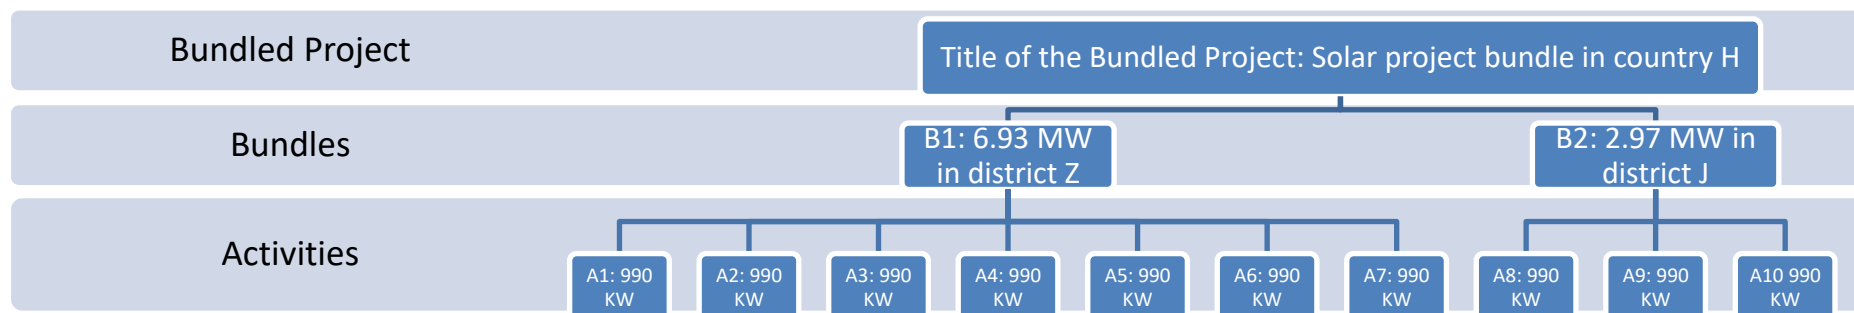 Bundled Project
Title of the Bundled Project: Solar project bundle in country H
Bundles
B1: 6.93 MW
in district Z
B2: 2.97 MW in
district J
Activities
A1: 990
KW
A2: 990
KW
A3: 990
KW
A4: 990
KW
A5: 990
KW
A6: 990
KW
A7: 990
KW
A8: 990
KW
A9: 990
KW
A10 990
KW